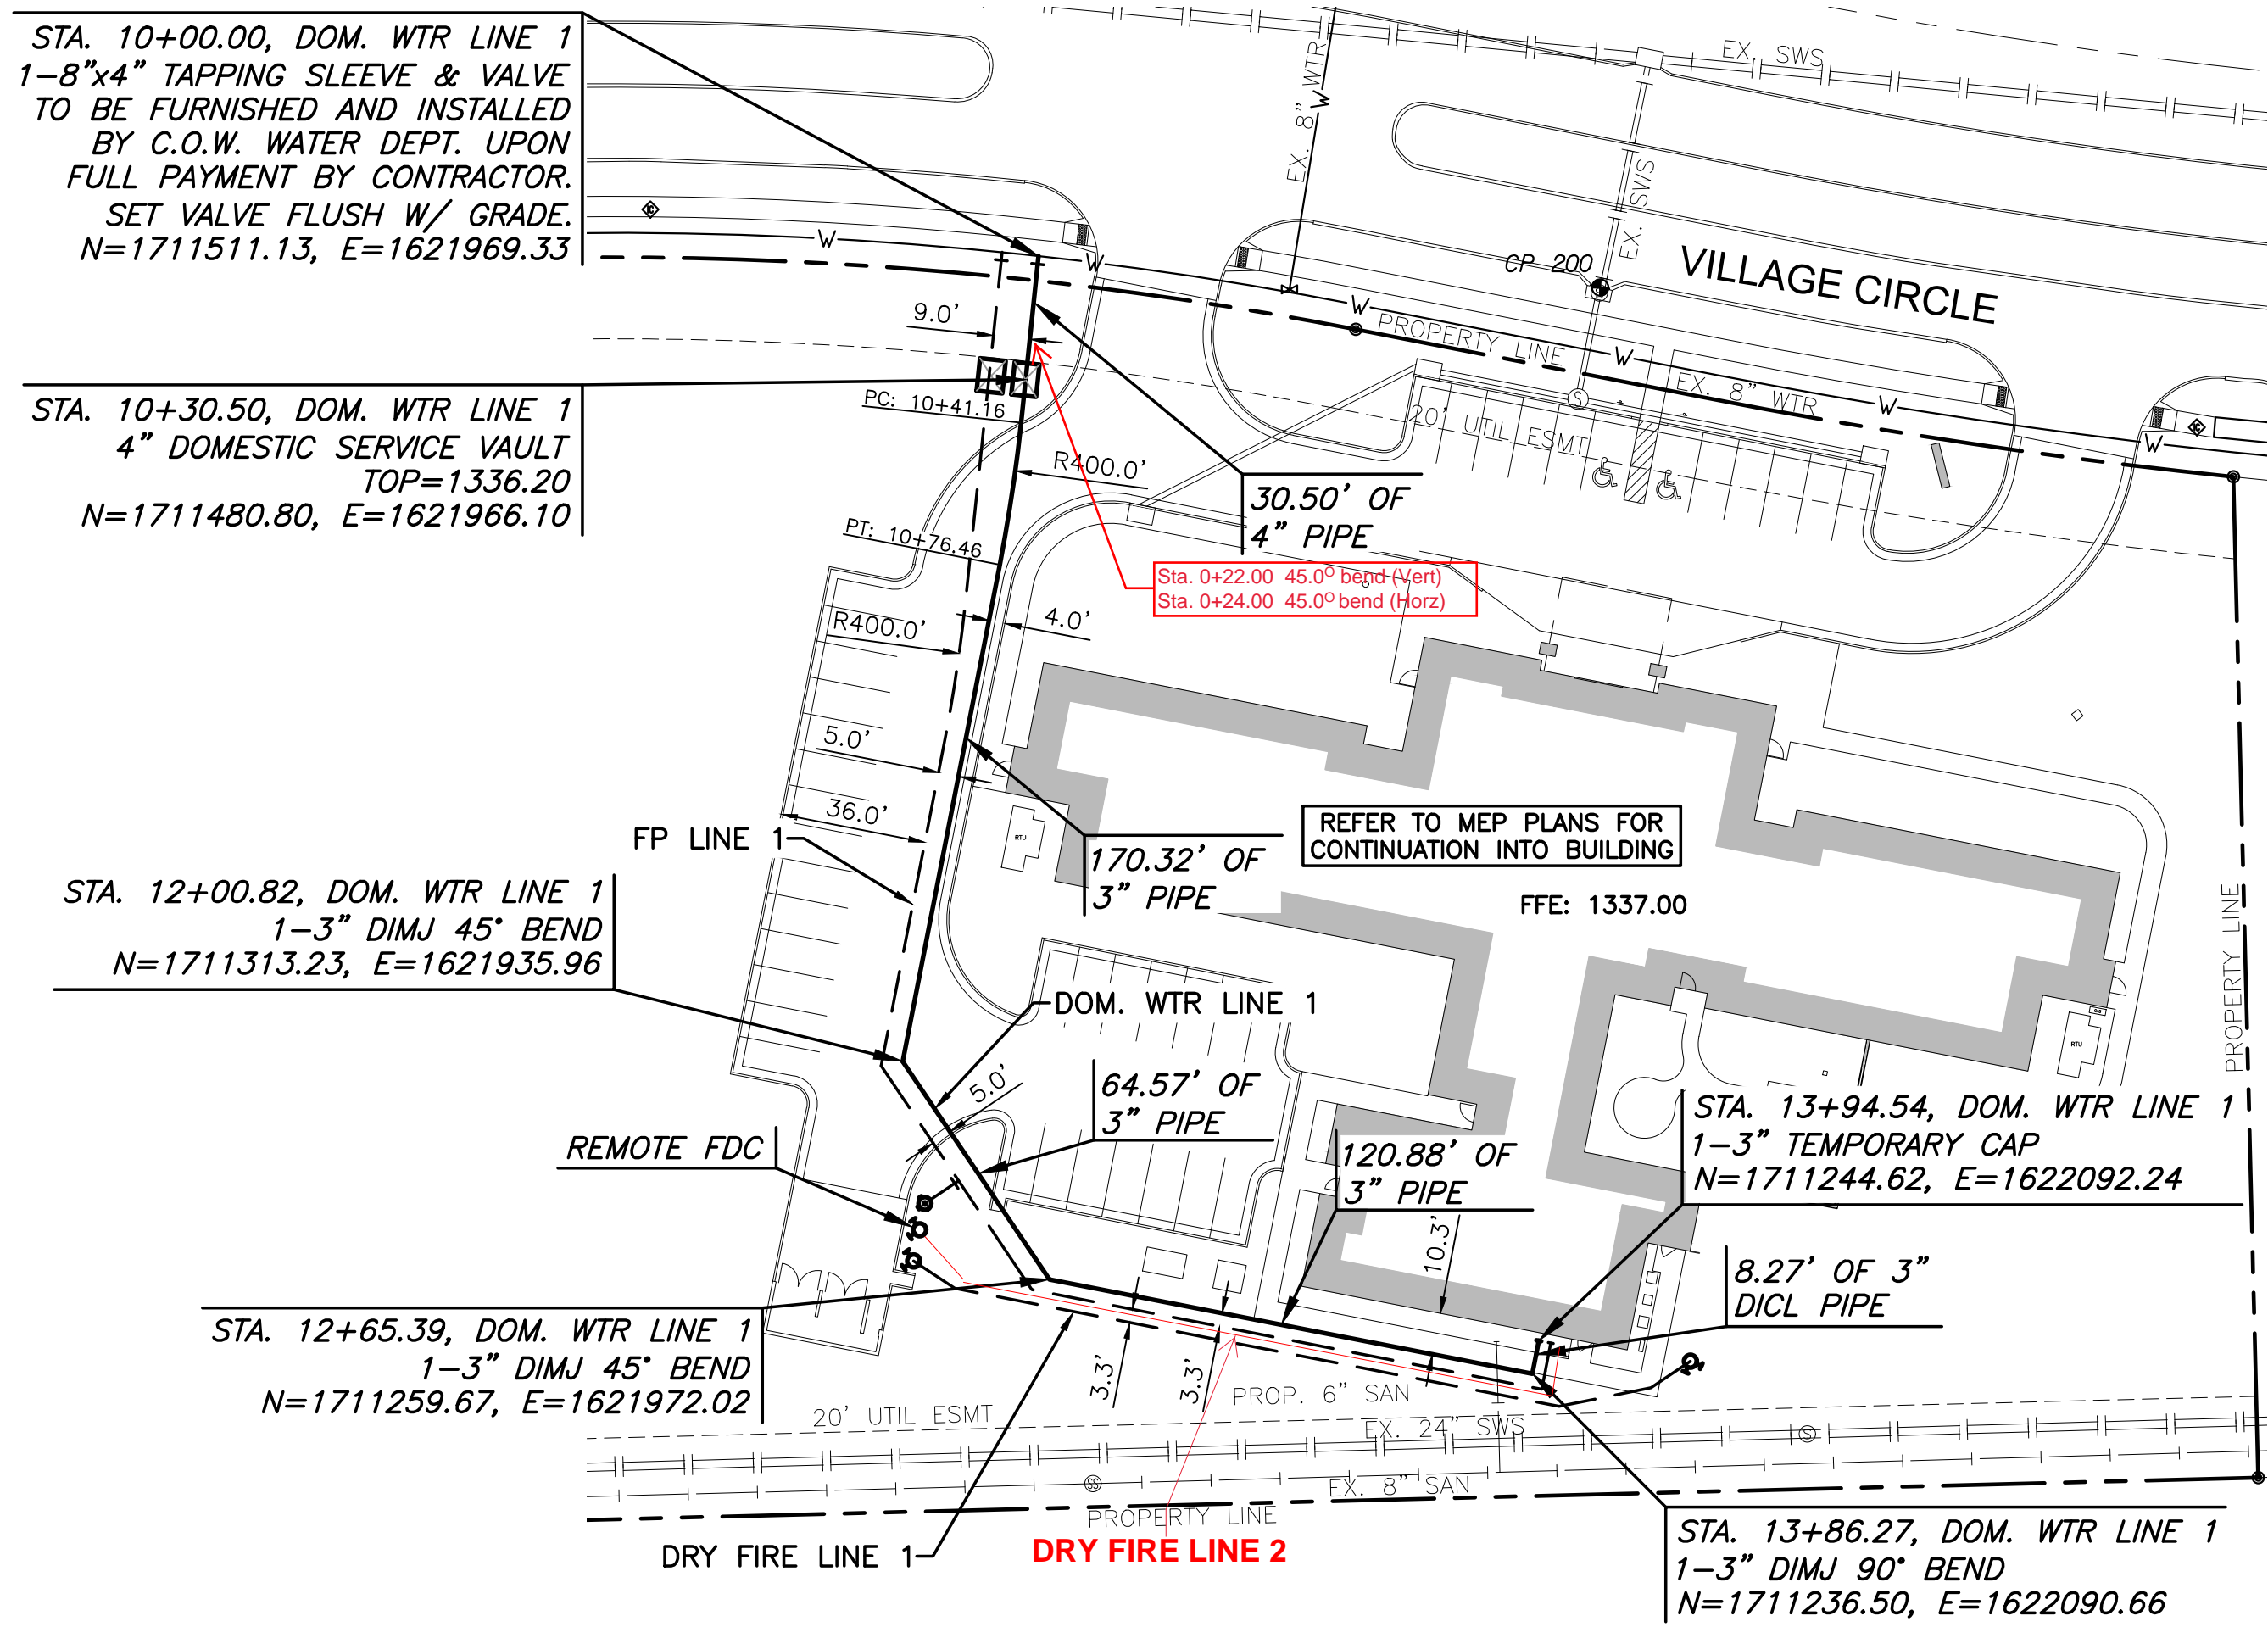 STA. 10+00.00, DOM. WTR LINE 1
1-8"x4" TAPPING SLEEVE & VALVE
TO BE FURNISHED AND INSTALLED
BY C.O.W. WATER DEPT. UPON
FULL PAYMENT BY CONTRACTOR.
SET VALVE FLUSH W/ GRADE.
N=1711511.13, E=1621969.33
EX. 8" WTR
W
EX. SWS
EX. SWS
EX. SWS
IC
W
W
CP 200
VILLAGE CIRCLE
W
PROPERTY LINE
W
EX. 8" WTR
W
W
IC
S
20' UTIL ESMT
9.0'
STA. 10+30.50, DOM. WTR LINE 1
4" DOMESTIC SERVICE VAULT
TOP=1336.20
N=1711480.80, E=1621966.10
PC: 10+41.16
R400.0'
30.50' OF
4" PIPE
PT: 10+76.46
Sta. 0+22.00 45.0° bend (Vert)
Sta. 0+24.00 45.0° bend (Horz)
R400.0'
4.0'
5.0'
36.0'
RTU
FP LINE 1
170.32' OF
3" PIPE
REFER TO MEP PLANS FOR
CONTINUATION INTO BUILDING
FFE: 1337.00
PROPERTY LINE
STA. 12+00.82, DOM. WTR LINE 1
1-3" DIMJ 45° BEND
N=1711313.23, E=1621935.96
DOM. WTR LINE 1
RTU
5.0'
64.57' OF
3" PIPE
REMOTE FDC
120.88' OF
3" PIPE
STA. 13+94.54, DOM. WTR LINE 1
1-3" TEMPORARY CAP
N=1711244.62, E=1622092.24
10.3'
8.27' OF 3"
DICL PIPE
STA. 12+65.39, DOM. WTR LINE 1
1-3" DIMJ 45° BEND
N=1711259.67, E=1621972.02
3.3'
3.3'
PROP. 6" SAN
20' UTIL ESMT
EX. 24" SWS
S
SS
EX. 8" SAN
PROPERTY LINE
DRY FIRE LINE 1
DRY FIRE LINE 2
STA. 13+86.27, DOM. WTR LINE 1
1-3" DIMJ 90° BEND
N=1711236.50, E=1622090.66